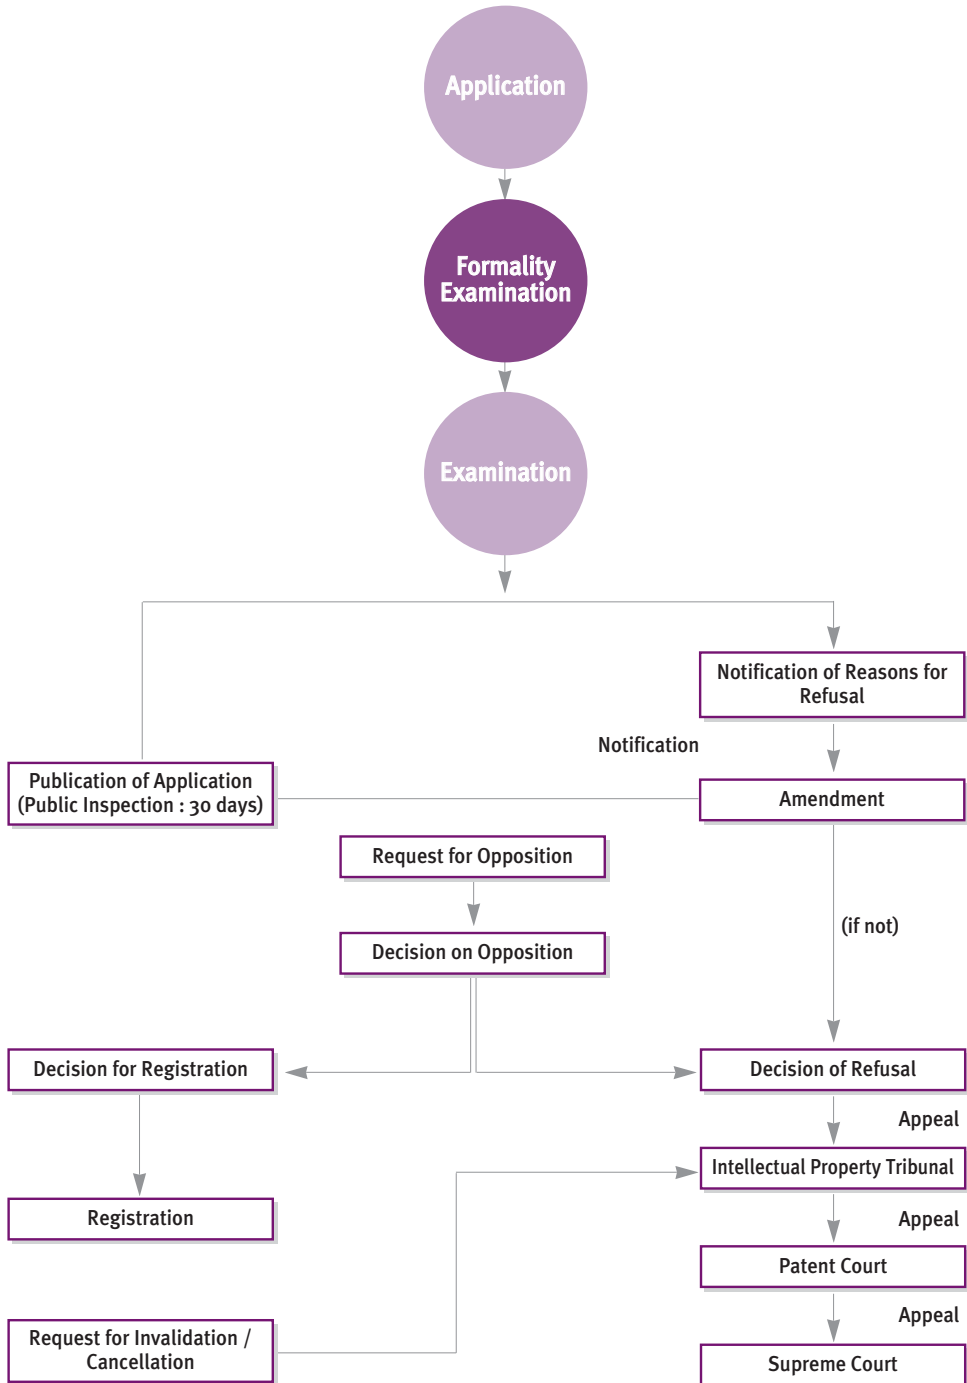 Application
Formality
Examination
Examination
Notification of Reasons for
Refusal
Notification
Publication of Application
(Public Inspection : 30 days)
Amendment
Request for Opposition
(if not)
Decision on Opposition
Decision for Registration
Decision of Refusal
Appeal
Intellectual Property Tribunal
Registration
Appeal
Patent Court
Appeal
Request for Invalidation /
Cancellation
Supreme Court